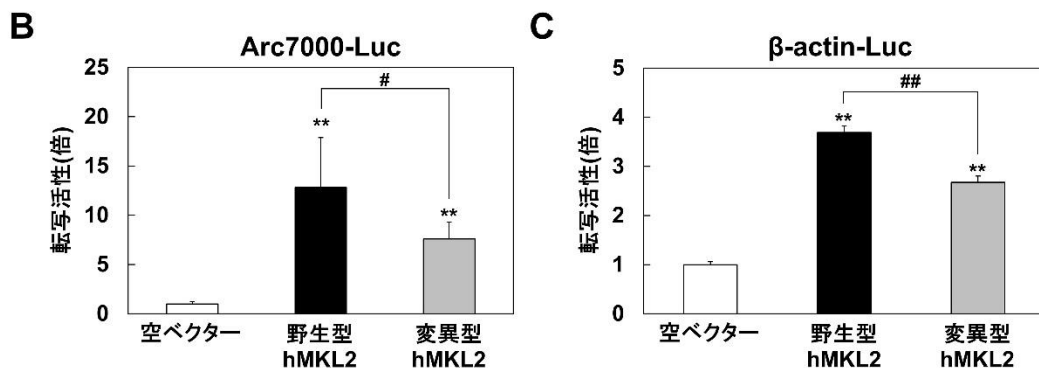 B
Arc7000-Luc
転写活性(倍)
25
20
15
10
5
0
#
**
**
空ベクター
野生型
hMKL2
変異型
hMKL2
C
β-actin-Luc
転写活性(倍)
5
4
3
2
1
0
##
**
**
空ベクター
野生型
hMKL2
変異型
hMKL2